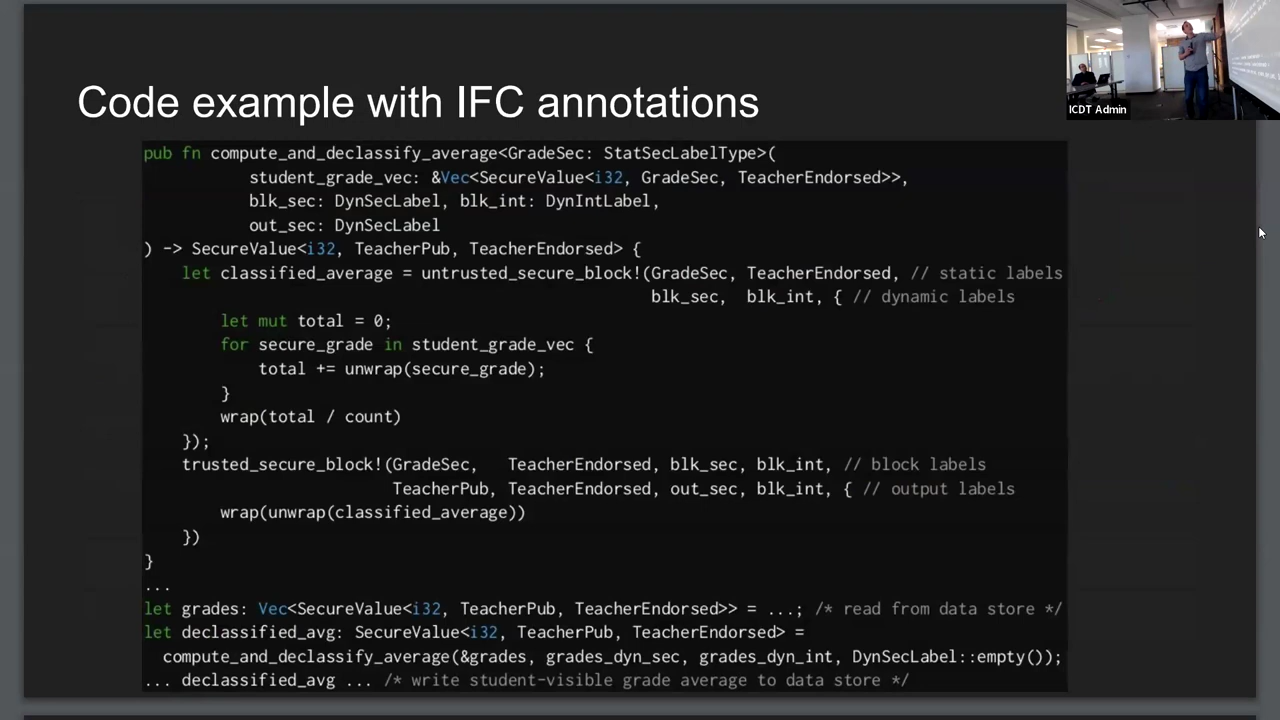 Code example with IFC annotations
ICDT Admin
pub fn compute_and_declassify_average<GradeSec: StatSecLabelType>(
student_grade_vec: &Vec<SecureValue<i32, GradeSec, TeacherEndorsed>>,
blk_sec: DynSecLabel, blk_int: DynIntLabel,
out_sec: DynSecLabel
) -> SecureValue<i32, TeacherPub, TeacherEndorsed> {
let classified_average = untrusted_secure_block!(GradeSec, TeacherEndorsed, // static labels
blk_sec, blk_int, { // dynamic labels
let mut total = 0;
for secure_grade in student_grade_vec {
total += unwrap(secure_grade);
}
wrap(total / count)
});
trusted_secure_block!(GradeSec, TeacherEndorsed, blk_sec, blk_int, // block labels
TeacherPub, TeacherEndorsed, out_sec, blk_int, { // output labels
wrap(unwrap(classified_average))
})
}
...
let grades: Vec<SecureValue<i32, TeacherPub, TeacherEndorsed>> = ...; /* read from data store */
let declassified_avg: SecureValue<i32, TeacherPub, TeacherEndorsed> =
compute_and_declassify_average(&grades, grades_dyn_sec, grades_dyn_int, DynSecLabel::empty());
... declassified_avg ... /* write student-visible grade average to data store */